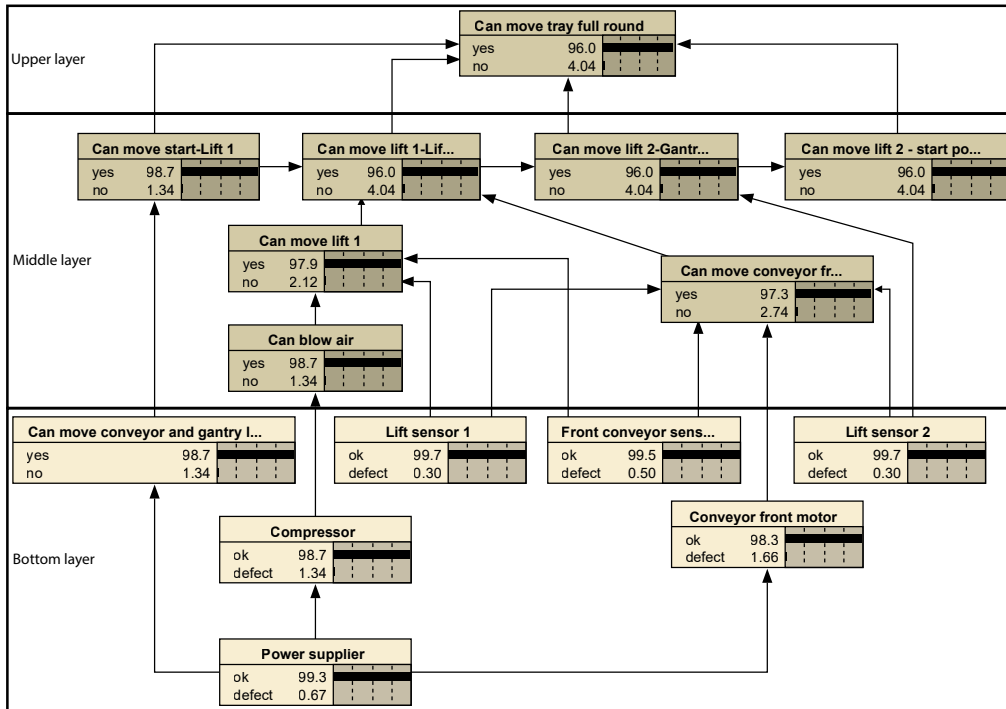 Upper layer
Can move tray full round
yes 96.0
no 4.04
Middle layer
Can move start-Lift 1
yes 98.7
no 1.34
Can move lift 1-Lif...
yes 96.0
no 4.04
Can move lift 2-Gantr...
yes 96.0
no 4.04
Can move lift 2 - start po...
yes 96.0
no 4.04
Can move lift 1
yes 97.9
no 2.12
Can move conveyor fr...
yes 97.3
no 2.74
Can blow air
yes 98.7
no 1.34
Bottom layer
Can move conveyor and gantry l...
yes 98.7
no 1.34
Lift sensor 1
ok 99.7
defect 0.30
Front conveyor sens...
ok 99.5
defect 0.50
Lift sensor 2
ok 99.7
defect 0.30
Compressor
ok 98.7
defect 1.34
Conveyor front motor
ok 98.3
defect 1.66
Power supplier
ok 99.3
defect 0.67